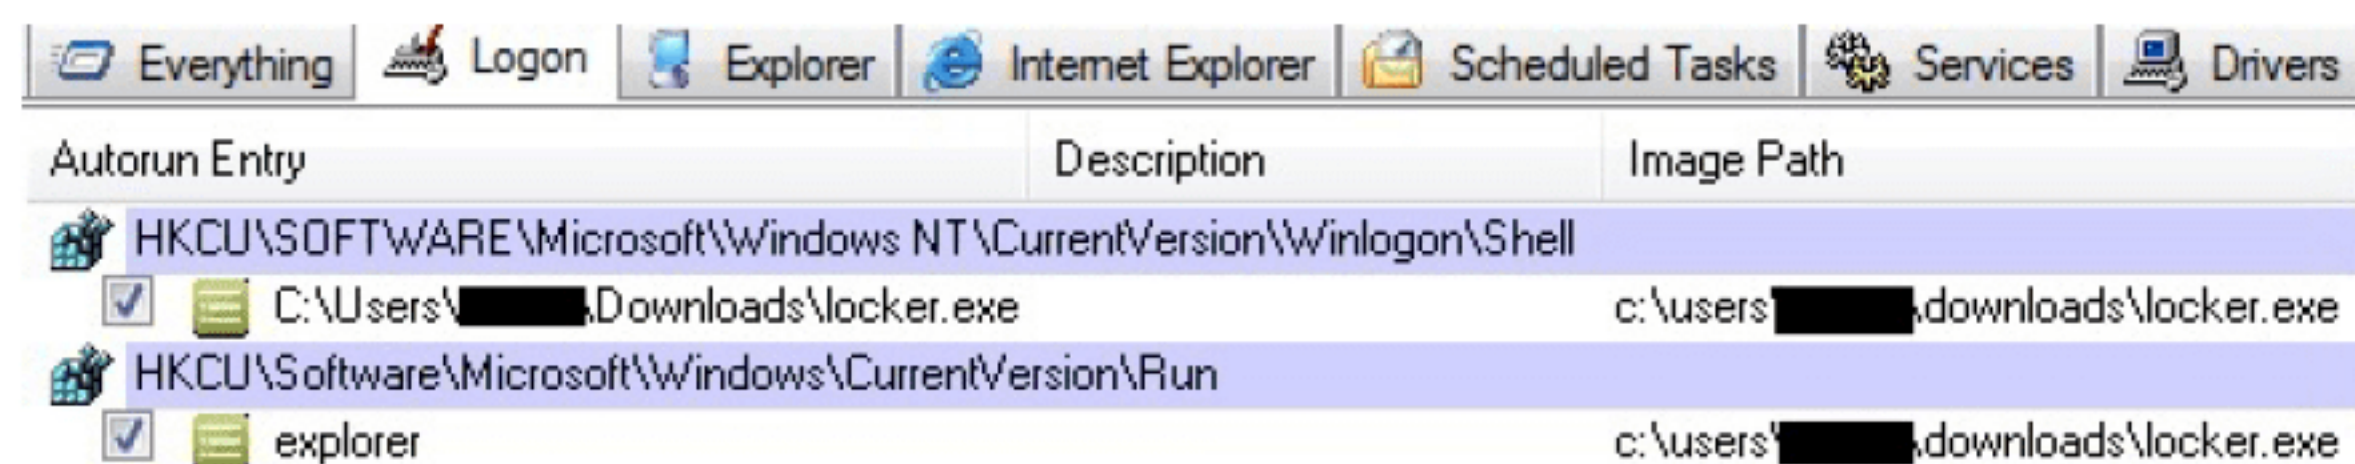 Everything Logon Explorer Internet Explorer Scheduled Tasks Services Drivers
Autorun Entry Description Image Path
HKCU\SOFTWARE\Microsoft\Windows NT\CurrentVersion\Winlogon\Shell
C:\Users\ \Downloads\locker.exe c:\users\ \downloads\locker.exe
HKCU\Software\Microsoft\Windows\CurrentVersion\Run
explorer c:\users\ \downloads\locker.exe